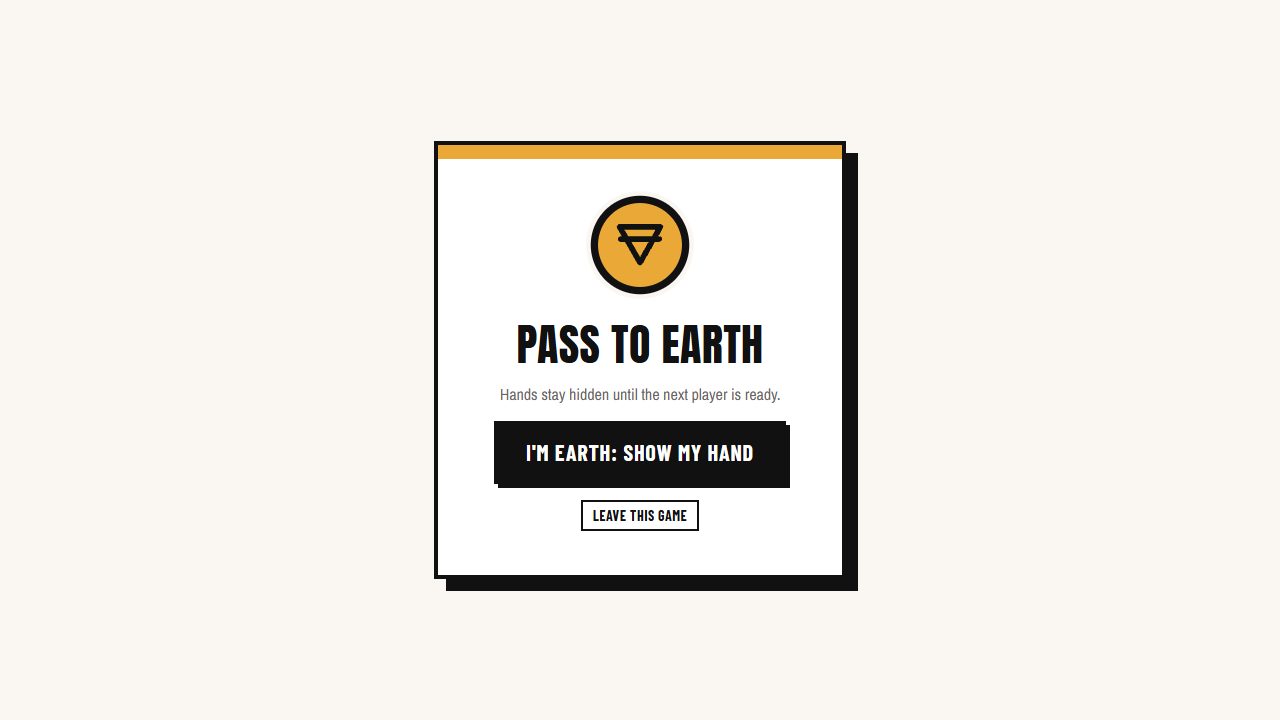 PASS TO EARTH
Hands stay hidden until the next player is ready.
I'M EARTH: SHOW MY HAND
LEAVE THIS GAME